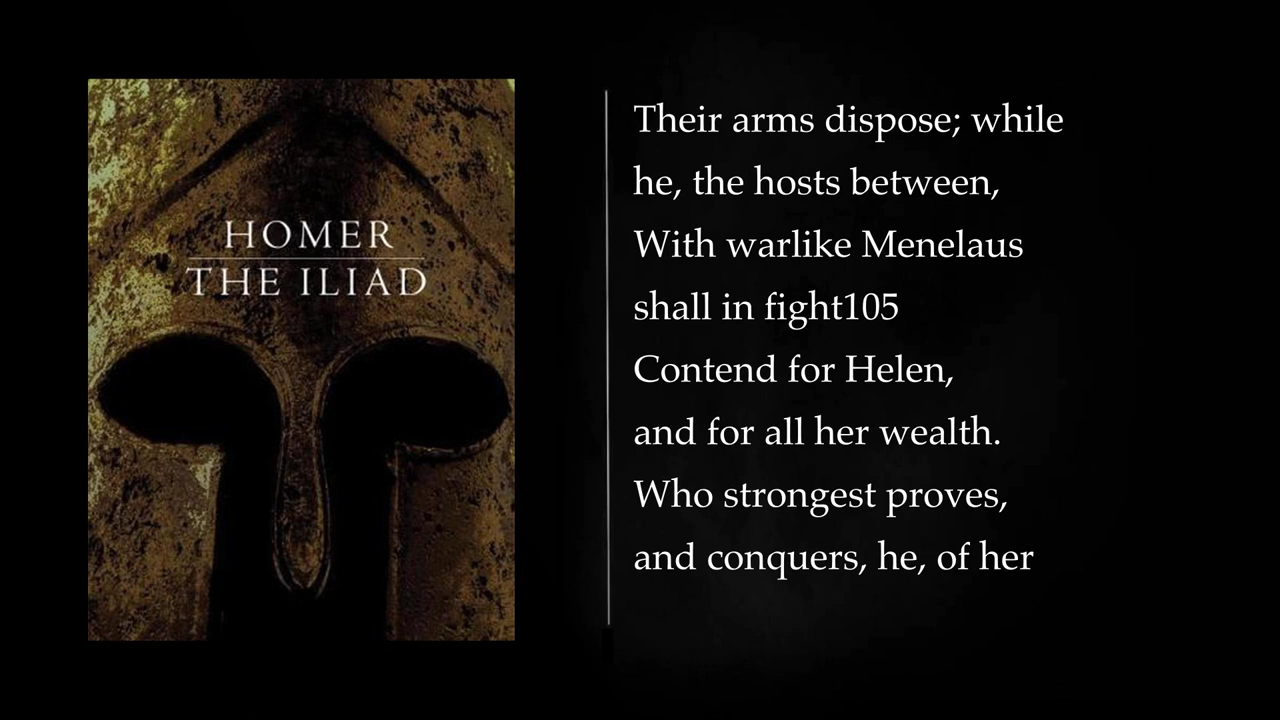 HOMER
THE ILIAD
Their arms dispose; while
he, the hosts between,
With warlike Menelaus
shall in fight105
Contend for Helen,
and for all her wealth.
Who strongest proves,
and conquers, he, of her